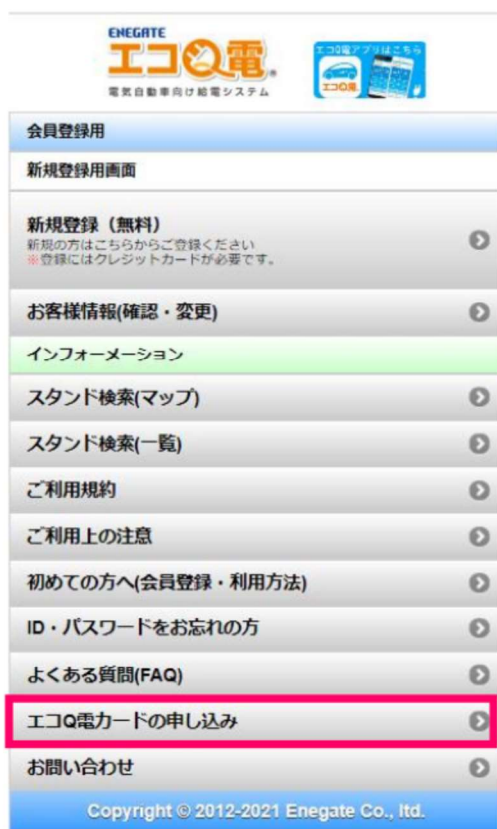 ENEGATE
エコQ電
電気自動車向け給電システム
エコQ電アプリはこちら
エコQ電
会員登録用
新規登録用画面
新規登録（無料）
新規の方はこちらからご登録ください
※登録にはクレジットカードが必要です。
お客様情報(確認・変更)
インフォーメーション
スタンド検索(マップ)
スタンド検索(一覧)
ご利用規約
ご利用上の注意
初めての方へ(会員登録・利用方法)
ID・パスワードをお忘れの方
よくある質問(FAQ)
エコQ電カードの申し込み
お問い合わせ
Copyright © 2012-2021 Enegate Co., ltd.